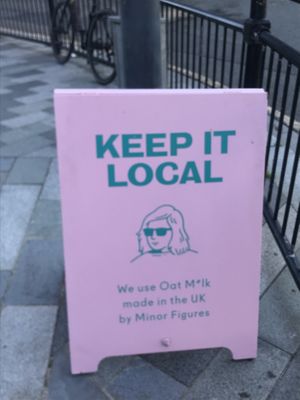 KEEP IT
LOCAL
We use Oat M*lk
made in the UK
by Minor Figures